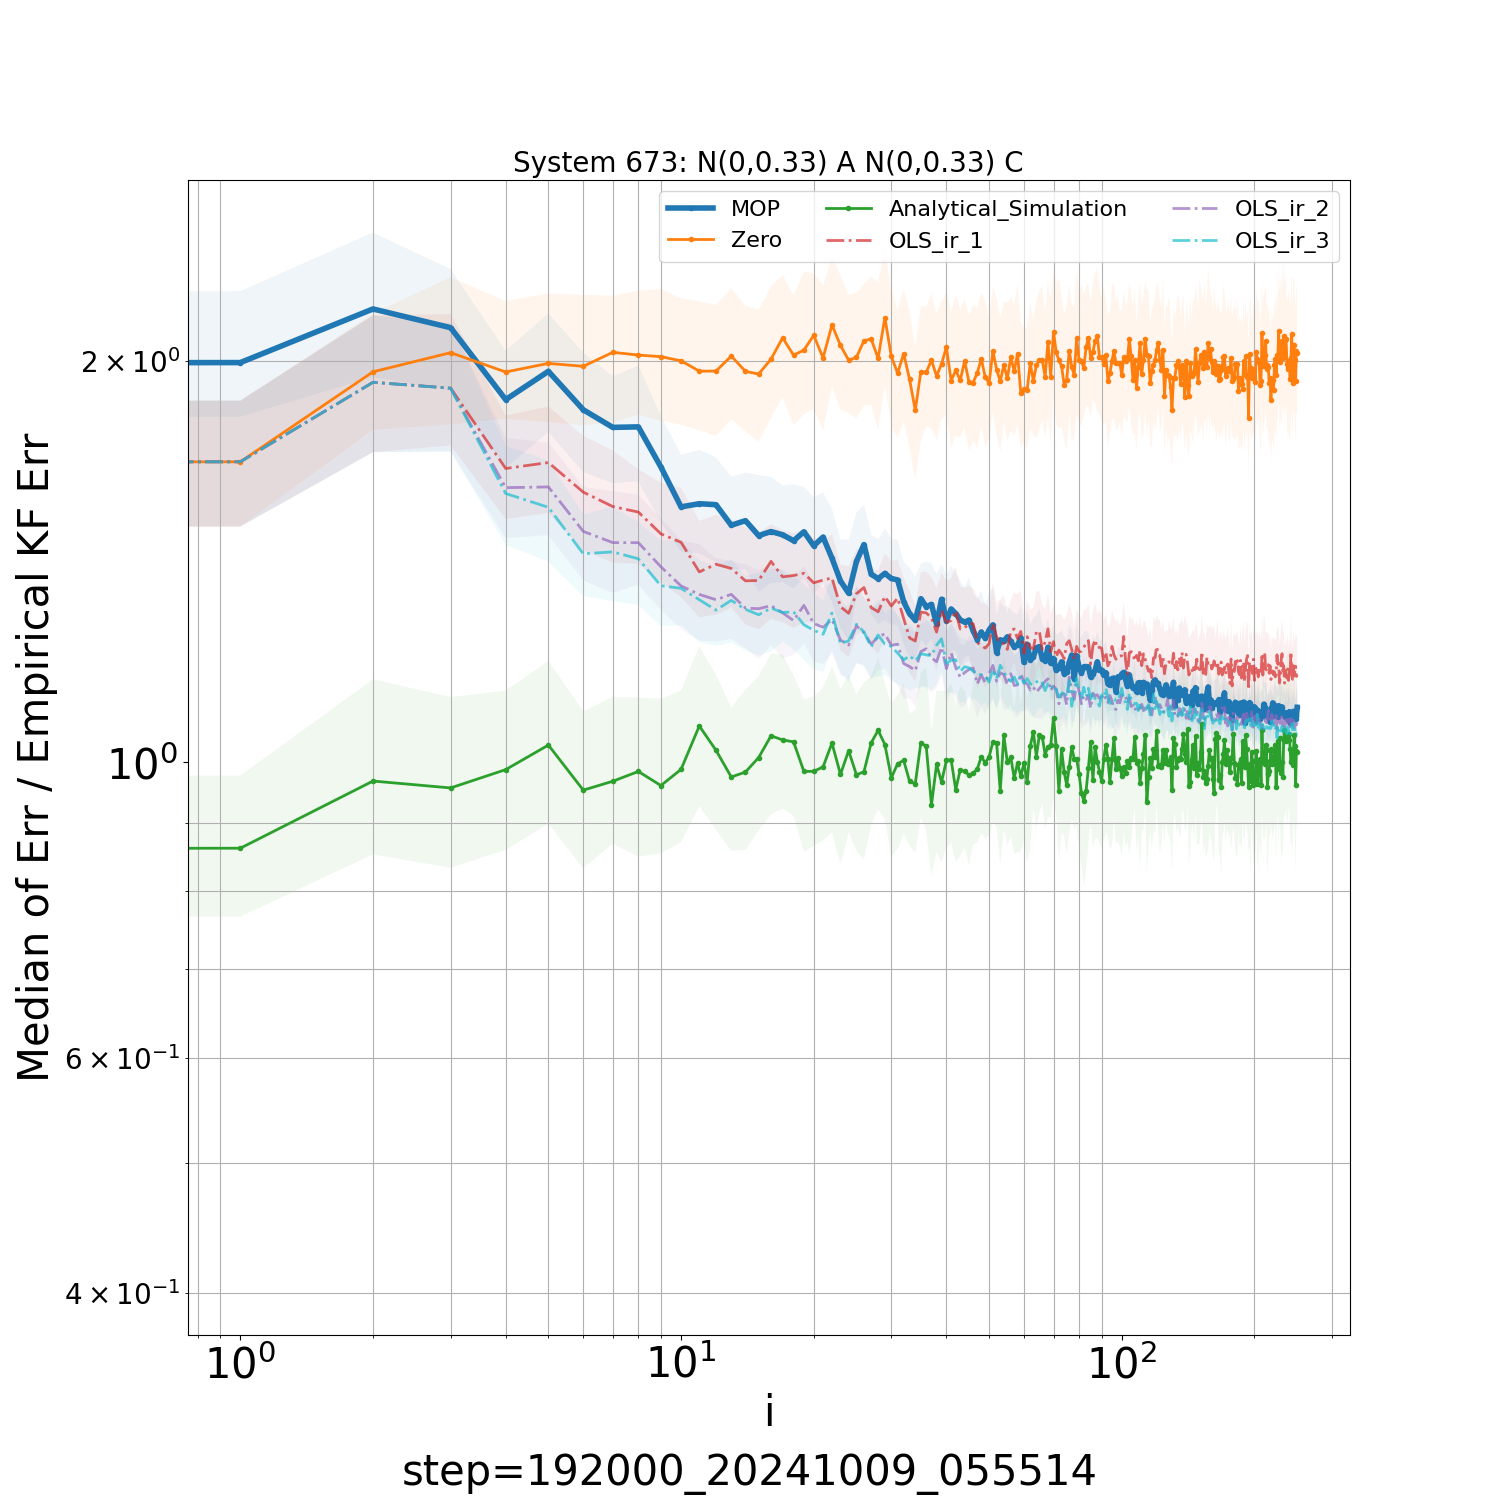 System 673: N(0,0.33) A N(0,0.33) C
MOP
Zero
Analytical_Simulation
OLS_ir_1
OLS_ir_2
OLS_ir_3
Median of Err / Empirical KF Err
2 × 10⁰
10⁰
6 × 10⁻¹
4 × 10⁻¹
10⁰ 10¹ 10²
i
step=192000_20241009_055514